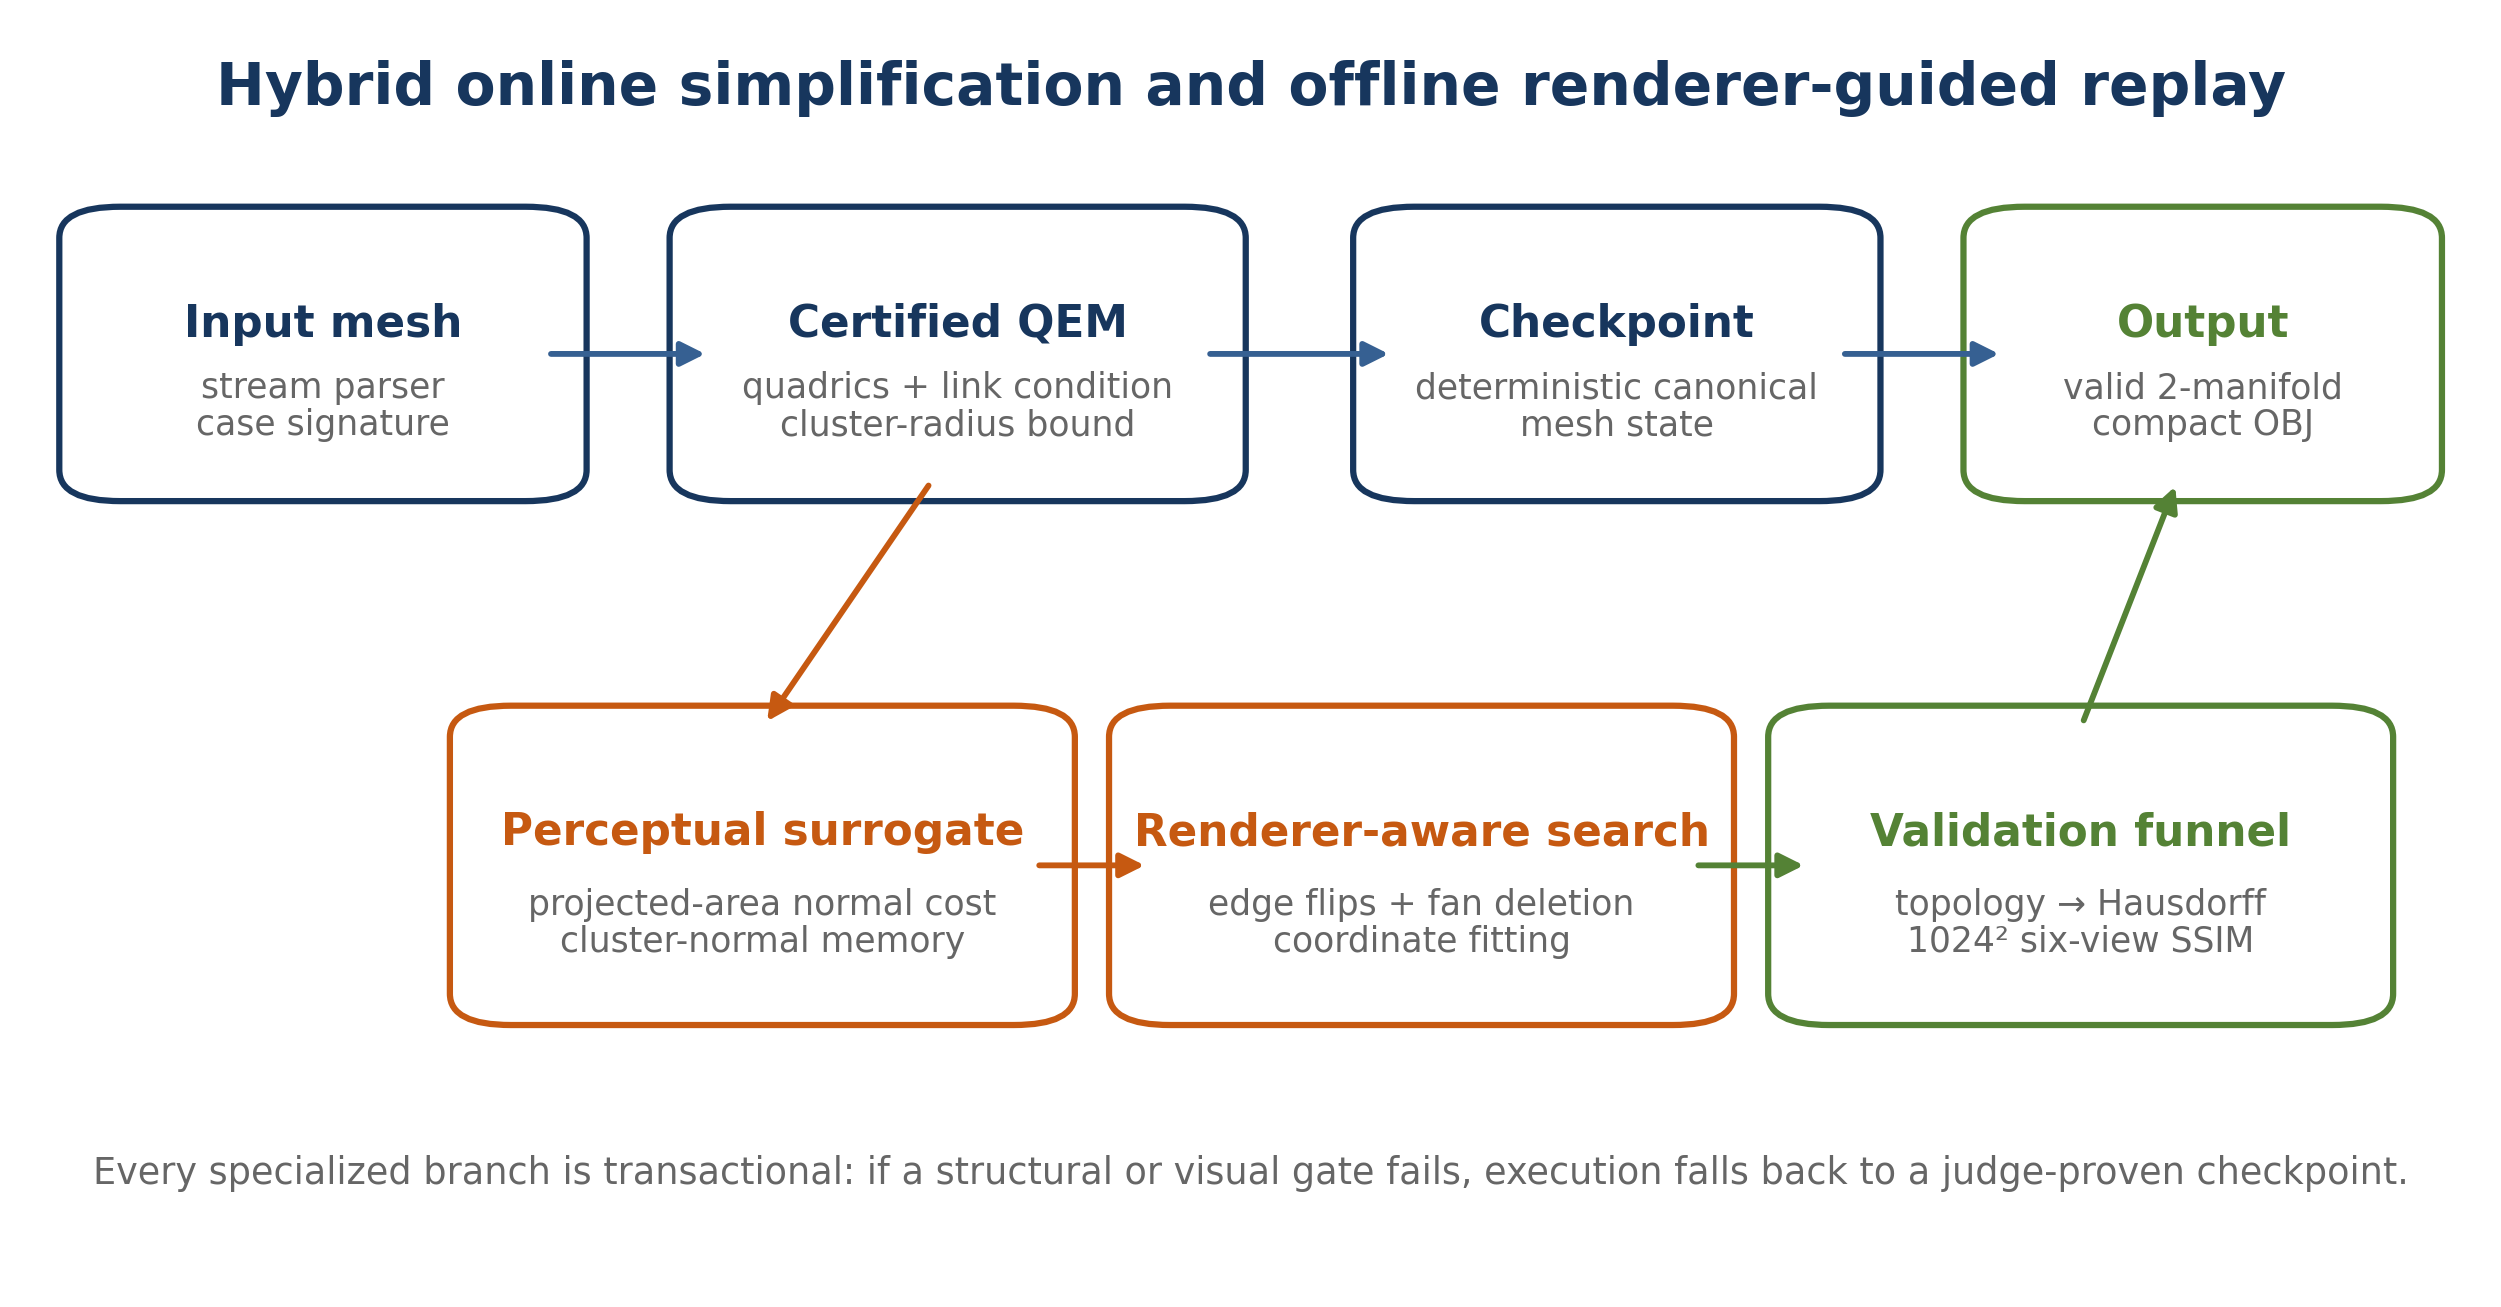 Hybrid online simplification and offline renderer-guided replay
Input mesh
stream parser
case signature
Certified QEM
quadrics + link condition
cluster-radius bound
Checkpoint
deterministic canonical
mesh state
Output
valid 2-manifold
compact OBJ
Perceptual surrogate
projected-area normal cost
cluster-normal memory
Renderer-aware search
edge flips + fan deletion
coordinate fitting
Validation funnel
topology → Hausdorff
1024² six-view SSIM
Every specialized branch is transactional: if a structural or visual gate fails, execution falls back to a judge-proven checkpoint.